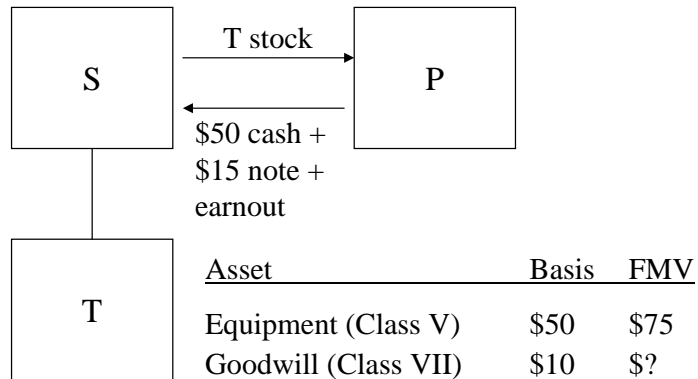 T stock
S
P
$50 cash +
$15 note +
earnout
T
Asset Basis FMV
Equipment (Class V) $50 $75
Goodwill (Class VII) $10 $?